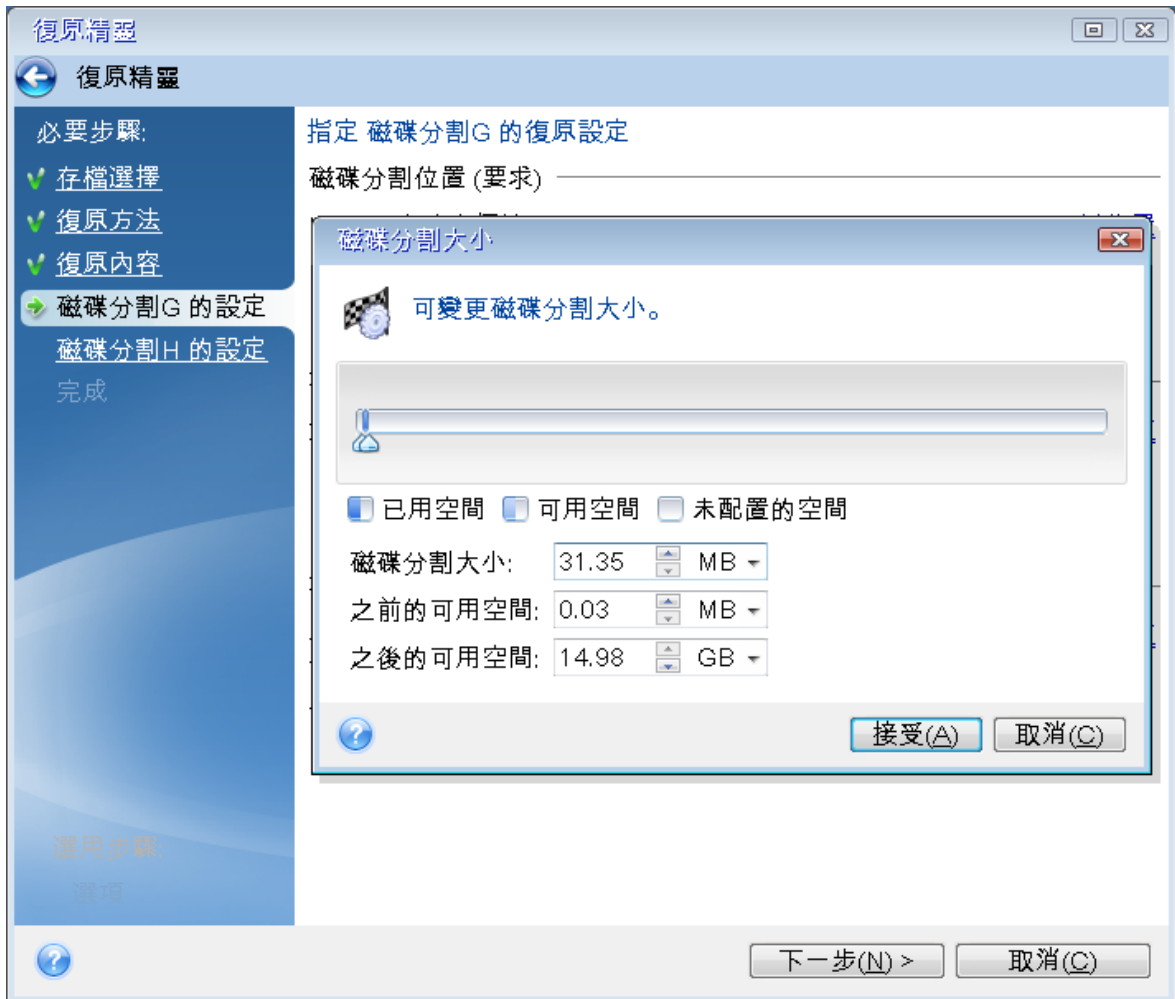 復原精靈
復原精靈
必要步驟:
存檔選擇
復原方法
復原內容
磁碟分割G 的設定
磁碟分割H 的設定
完成
選用步驟:
選項
指定 磁碟分割G 的復原設定
磁碟分割位置 (要求)
磁碟分割大小
可變更磁碟分割大小。
已用空間 可用空間 未配置的空間
磁碟分割大小: 31.35 MB
之前的可用空間: 0.03 MB
之後的可用空間: 14.98 GB
接受(A) 取消(C)
下一步(N) > 取消(C)